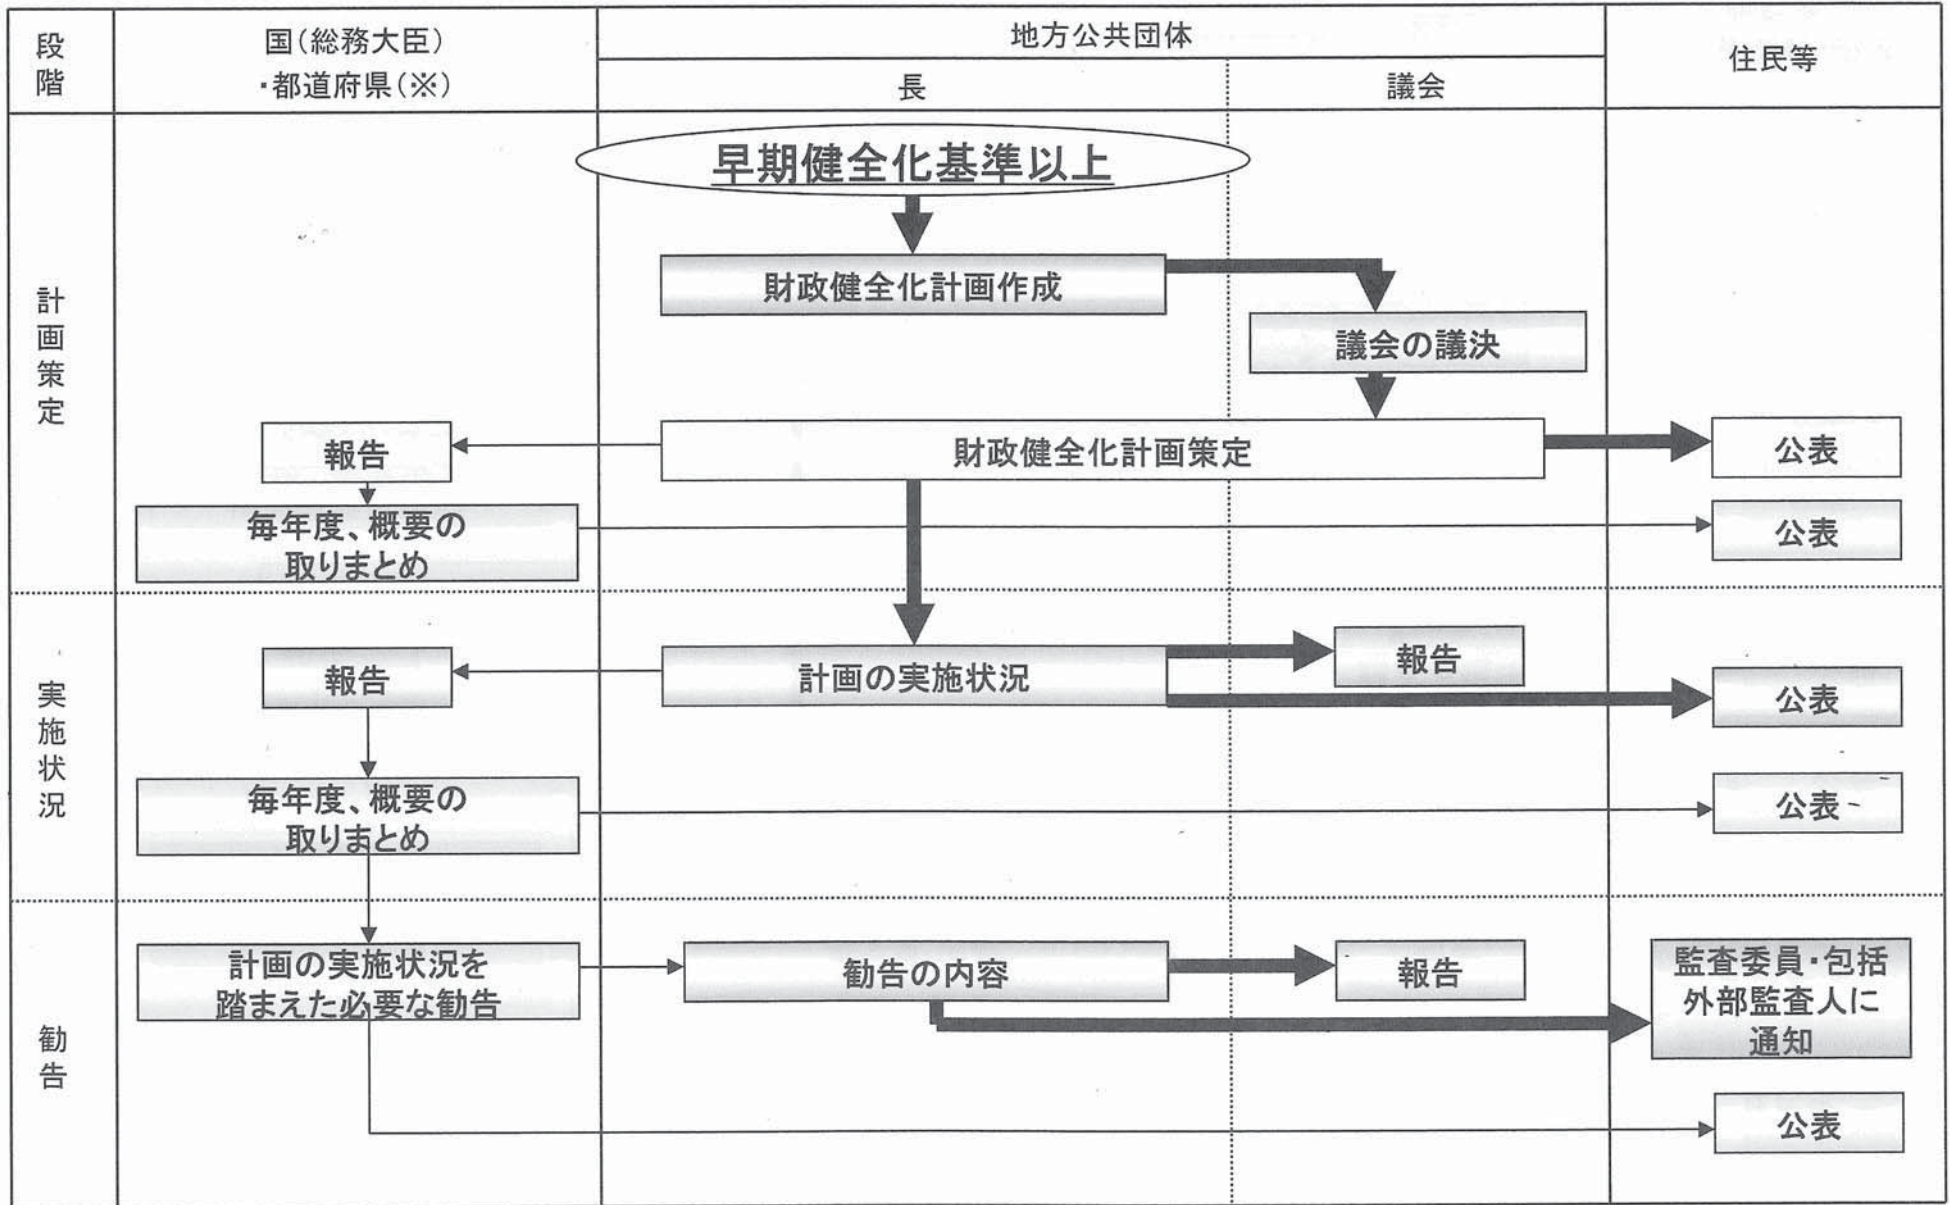 段階
国(総務大臣)
・都道府県(※)
地方公共団体
長
議会
住民等
計画策定
早期健全化基準以上
財政健全化計画作成
議会の議決
報告
財政健全化計画策定
公表
毎年度、概要の
取りまとめ
公表
実施状況
報告
計画の実施状況
報告
公表
毎年度、概要の
取りまとめ
公表
勧告
計画の実施状況を
踏まえた必要な勧告
勧告の内容
報告
監査委員・包括
外部監査人に
通知
公表